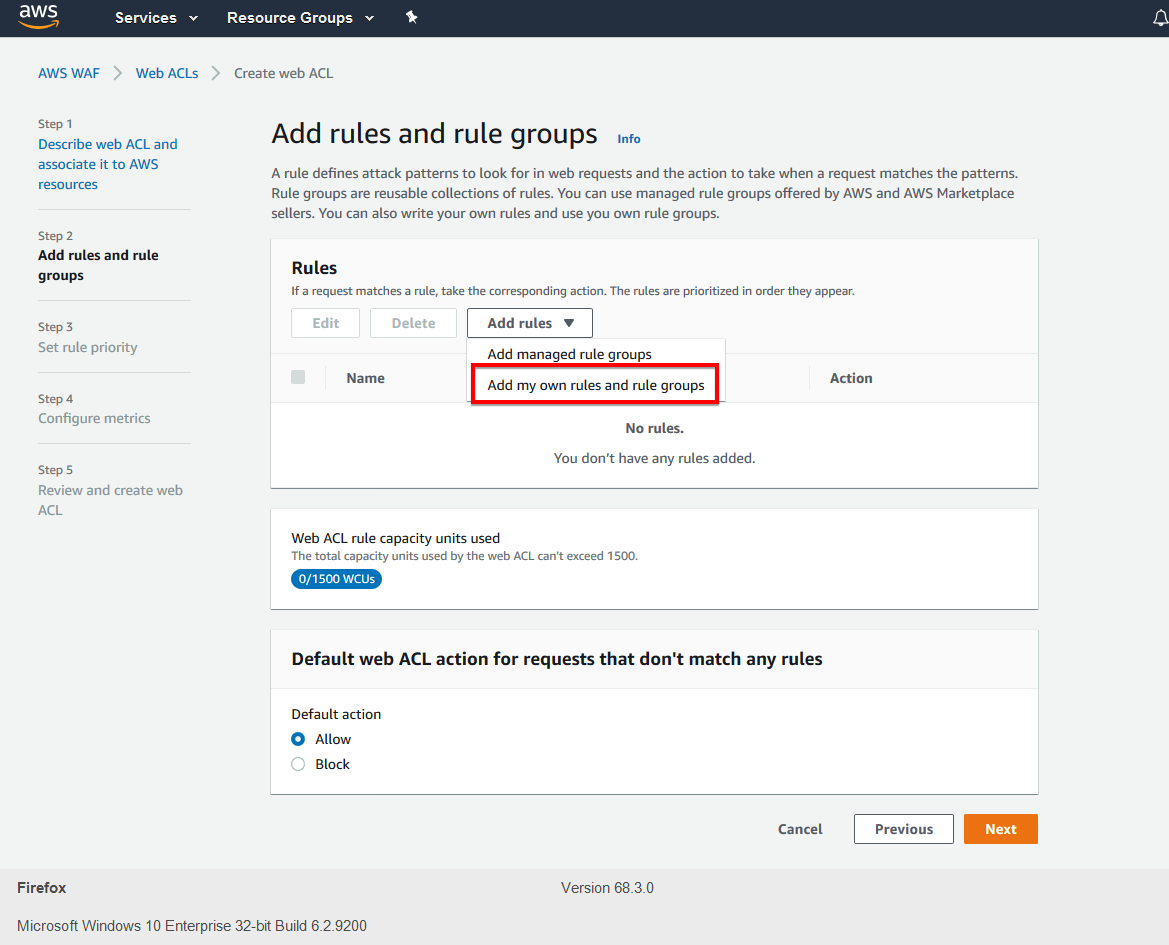 aws
Services
Resource Groups
AWS WAF
Web ACLs
Create web ACL
Step 1
Describe web ACL and
associate it to AWS
resources
Step 2
Add rules and rule
groups
Step 3
Set rule priority
Step 4
Configure metrics
Step 5
Review and create web
ACL
Add rules and rule groups Info
A rule defines attack patterns to look for in web requests and the action to take when a request matches the patterns.
Rule groups are reusable collections of rules. You can use managed rule groups offered by AWS and AWS Marketplace
sellers. You can also write your own rules and use you own rule groups.
Rules
If a request matches a rule, take the corresponding action. The rules are prioritized in order they appear.
Edit
Delete
Add rules
Add managed rule groups
Add my own rules and rule groups
Name
Action
No rules.
You don’t have any rules added.
Web ACL rule capacity units used
The total capacity units used by the web ACL can't exceed 1500.
0/1500 WCUs
Default web ACL action for requests that don't match any rules
Default action
Allow
Block
Cancel
Previous
Next
Firefox
Version 68.3.0
Microsoft Windows 10 Enterprise 32-bit Build 6.2.9200